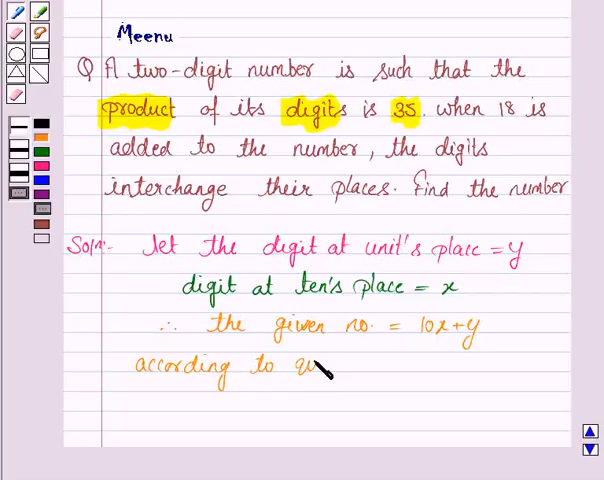 Meenu
Q A two-digit number is such that the
product of its digits is 35. when 18 is
added to the number, the digits
interchange their places. Find the number
Solⁿ:- let the digit at unit's place = y
digit at ten's place = x
∴ the given no. = 10x+y
according to